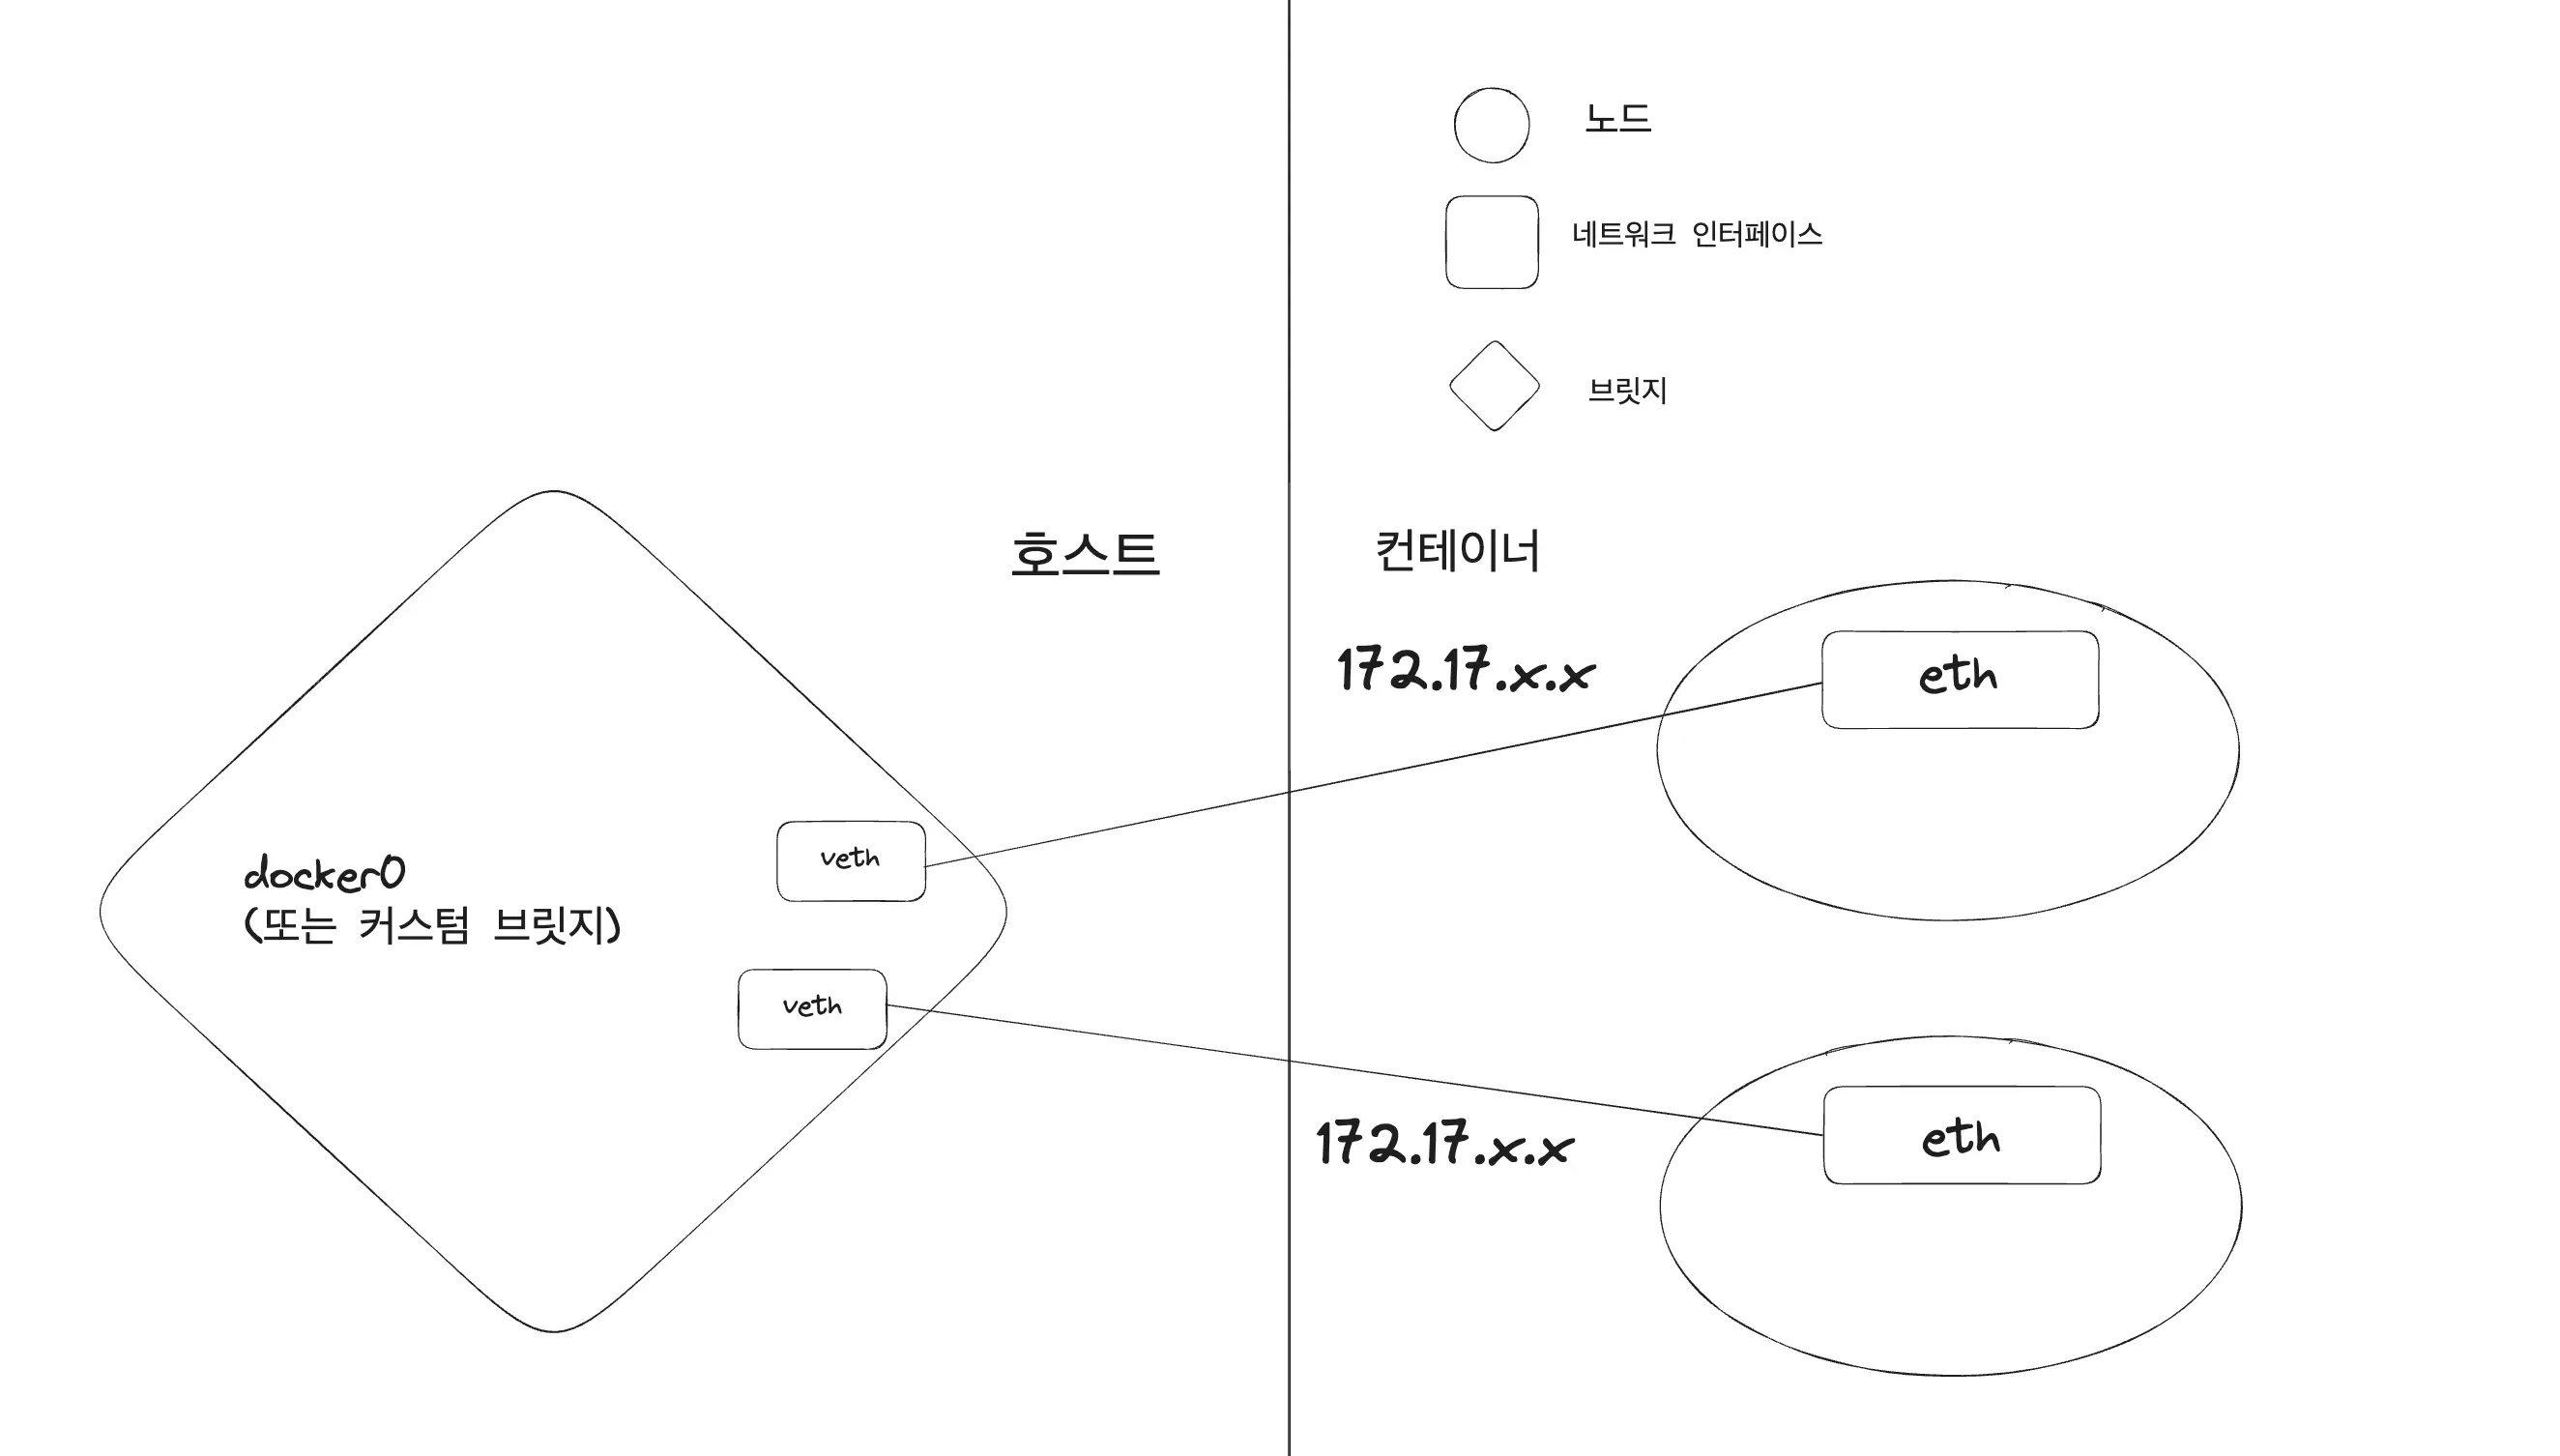 노드
네트워크 인터페이스
브릿지
호스트
컨테이너
172.17.x.x
eth
veth
docker0
(또는 커스텀 브릿지)
veth
172.17.x.x
eth